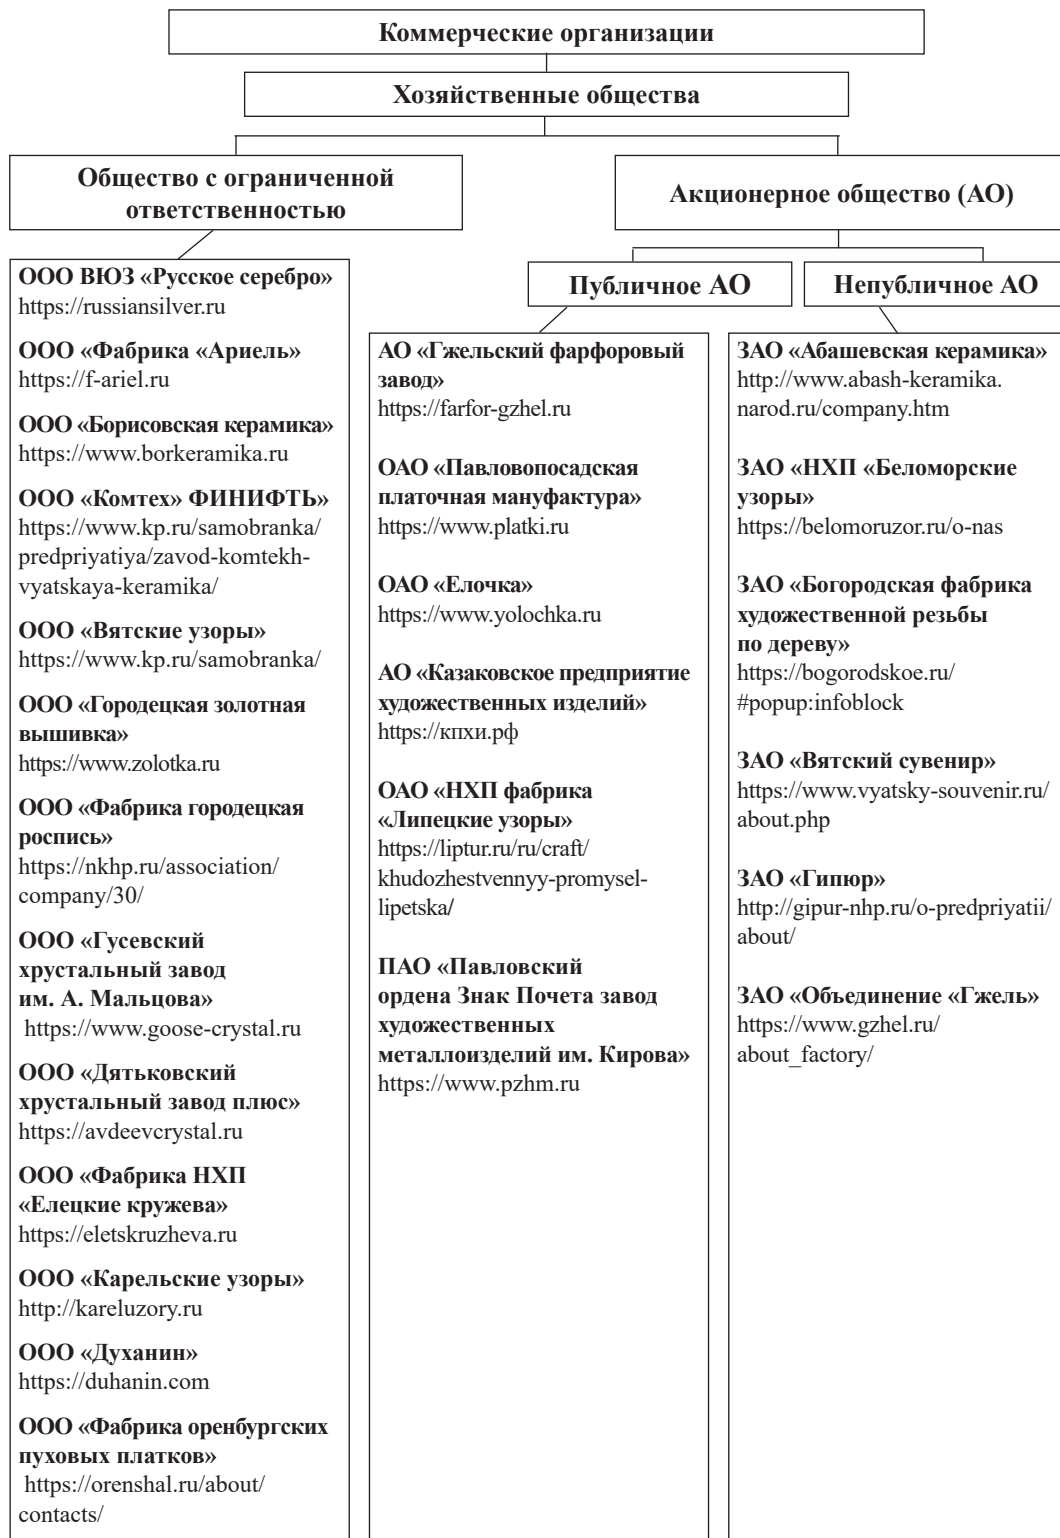 Коммерческие организации
Хозяйственные общества
Общество с ограниченной
ответственностью
Акционерное общество (АО)
Публичное АО
Непубличное АО
ООО ВЮЗ «Русское серебро»
https://russiansilver.ru
ООО «Фабрика «Ариель»
https://f-ariel.ru
ООО «Борисовская керамика»
https://www.borkeramika.ru
ООО «Комтех» ФИНИФТЬ»
https://www.kp.ru/samobranka/
predpriyatiya/zavod-komtekh-
vyatskaya-keramika/
ООО «Вятские узоры»
https://www.kp.ru/samobranka/
ООО «Городецкая золотная
вышивка»
https://www.zolotka.ru
ООО «Фабрика городецкая
роспись»
https://nkhp.ru/association/
company/30/
ООО «Гусевский
хрустальный завод
им. А. Мальцова»
https://www.goose-crystal.ru
ООО «Дятьковский
хрустальный завод плюс»
https://avdeevcrystal.ru
ООО «Фабрика НХП
«Елецкие кружева»
https://eletskruzheva.ru
ООО «Карельские узоры»
http://kareluzory.ru
ООО «Духанин»
https://duhanin.com
ООО «Фабрика оренбургских
пуховых платков»
https://orenshal.ru/about/
contacts/
АО «Гжельский фарфоровый
завод»
https://farfor-gzhel.ru
ОАО «Павловопосадская
платочная мануфактура»
https://www.platki.ru
ОАО «Елочка»
https://www.yolochka.ru
АО «Казаковское предприятие
художественных изделий»
https://кпхи.рф
ОАО «НХП фабрика
«Липецкие узоры»
https://liptur.ru/ru/craft/
khudozhestvennyy-promysel-
lipetska/
ПАО «Павловский
ордена Знак Почета завод
художественных
металлоизделий им. Кирова»
https://www.pzhm.ru
ЗАО «Абашевская керамика»
http://www.abash-keramika.
narod.ru/company.htm
ЗАО «НХП «Беломорские
узоры»
https://belomoruzor.ru/o-nas
ЗАО «Богородская фабрика
художественной резьбы
по дереву»
https://bogorodskoe.ru/
#popup:infoblock
ЗАО «Вятский сувенир»
https://www.vyatsky-souvenir.ru/
about.php
ЗАО «Гипюр»
http://gipur-nhp.ru/o-predpriyatii/
about/
ЗАО «Объединение «Гжель»
https://www.gzhel.ru/
about_factory/